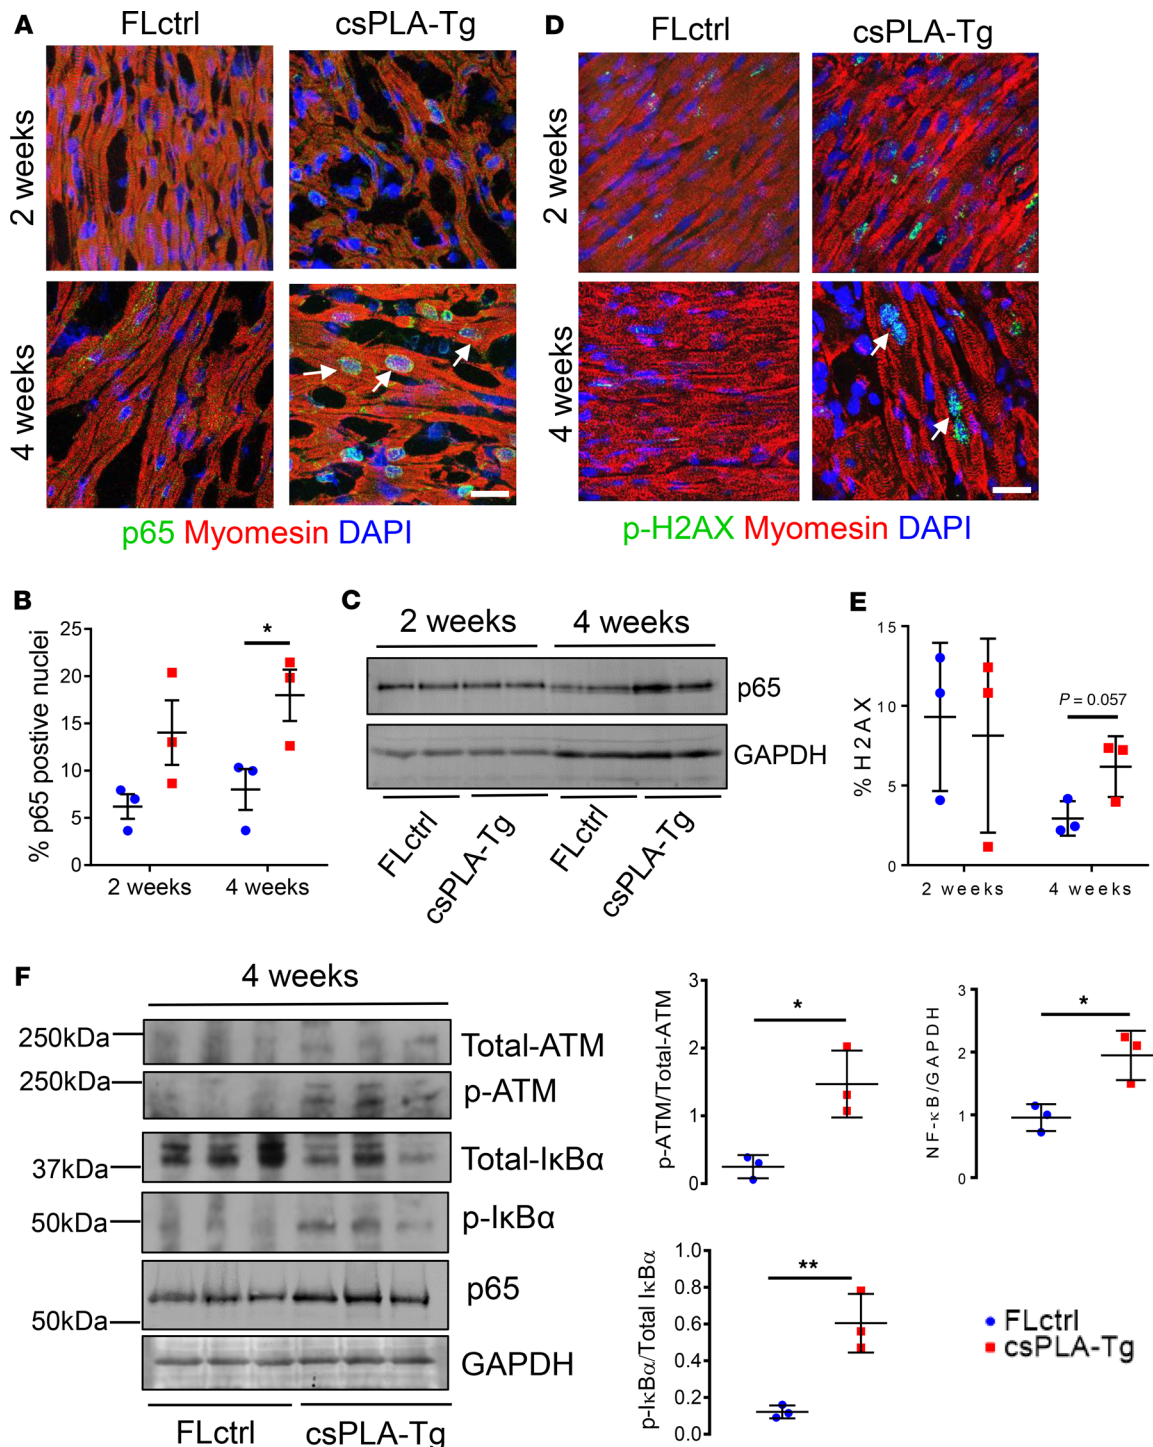 A
FLctrl
csPLA-Tg
2 weeks
4 weeks
p65 Myomesin DAPI
D
FLctrl
csPLA-Tg
2 weeks
4 weeks
p-H2AX Myomesin DAPI
B
% p65 postive nuclei
25
20
15
10
5
0
*
2 weeks
4 weeks
C
2 weeks
4 weeks
p65
GAPDH
FLctrl
csPLA-Tg
FLctrl
csPLA-Tg
E
% H2AX
15
10
5
0
P = 0.057
2 weeks
4 weeks
F
4 weeks
250kDa
Total-ATM
250kDa
p-ATM
Total-IκBα
37kDa
p-IκBα
50kDa
p65
50kDa
GAPDH
FLctrl
csPLA-Tg
p-ATM/Total-ATM
3
2
1
0
*
NF-κB/GAPDH
3
2
1
0
*
p-IκBα/Total IκBα
1.0
0.8
0.6
0.4
0.2
0.0
**
FLctrl
csPLA-Tg